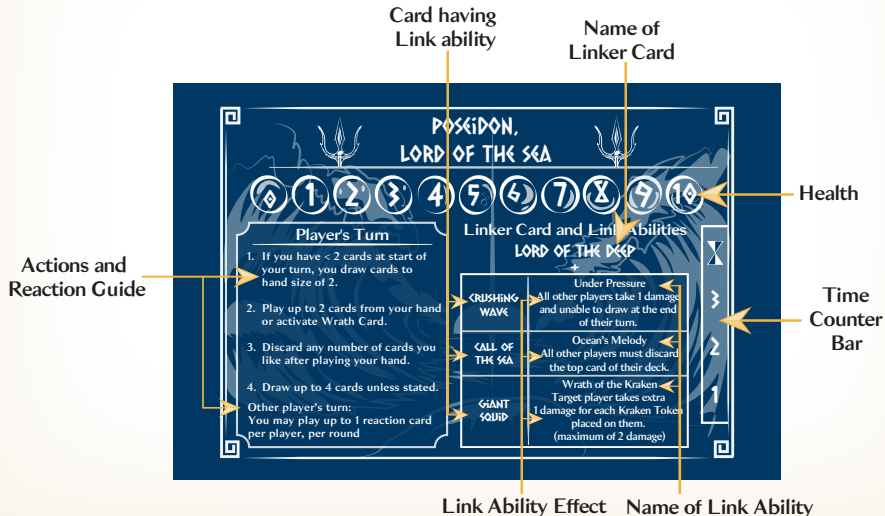 Card having
Link ability
Name of
Linker Card
POSEIDON,
LORD OF THE SEA
0 1 2 3 4 5 6 7 8 9 10
Health
Player's Turn
1. If you have < 2 cards at start of
your turn, you draw cards to
hand size of 2.
2. Play up to 2 cards from your hand
or activate Wrath Card.
3. Discard any number of cards you
like after playing your hand.
4. Draw up to 4 cards unless stated.
Other player's turn:
You may play up to 1 reaction card
per player, per round
Actions and
Reaction Guide
Linker Card and Link Abilities
LORD OF THE DEEP
+
CRUSHING
WAVE
Under Pressure
All other players take 1 damage
and unable to draw at the end
of their turn.
CALL OF
THE SEA
Ocean's Melody
All other players must discard
the top card of their deck.
GIANT
SQUID
Wrath of the Kraken
Target player takes extra
1 damage for each Kraken Token
placed on them.
(maximum of 2 damage)
3
2
1
Time
Counter
Bar
Link Ability Effect
Name of Link Ability